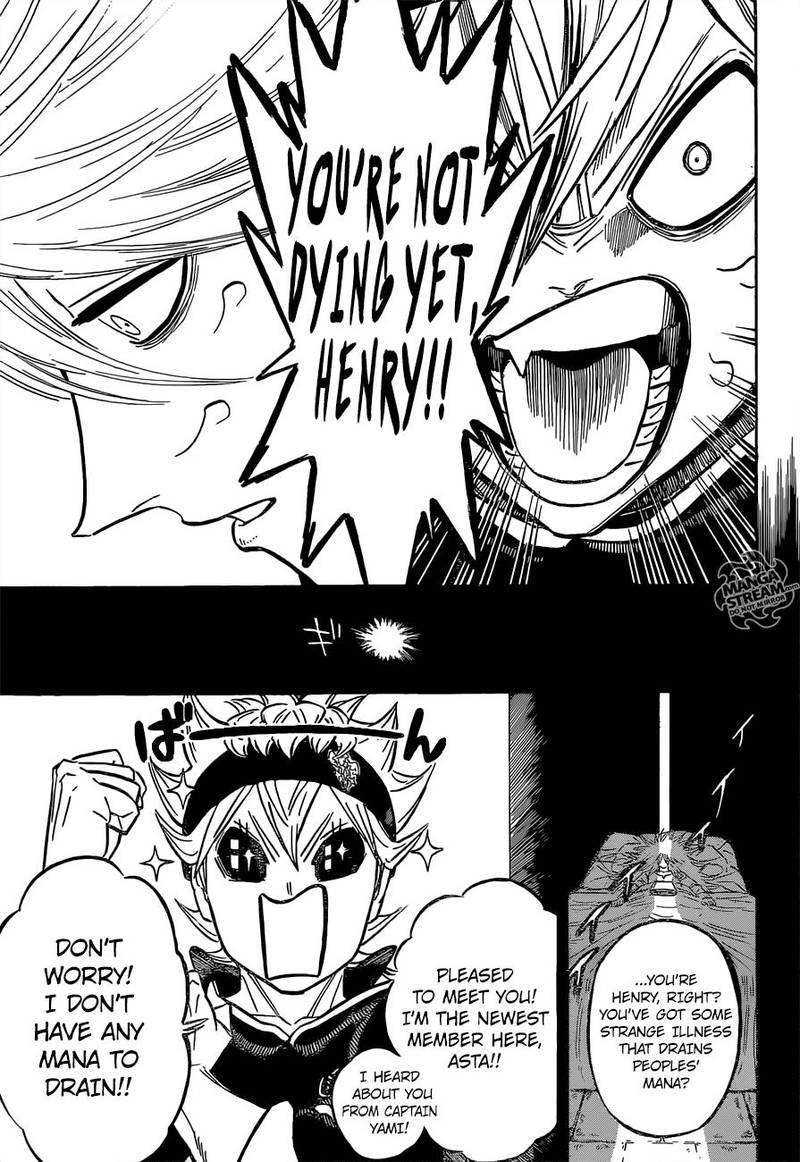 YOU'RE NOT
DYING YET,
HENRY!!
MANGA
STREAM.com
DO NOT MIRROR
ギ
...YOU'RE
HENRY, RIGHT?
YOU'VE GOT SOME
STRANGE ILLNESS
THAT DRAINS
PEOPLES'
MANA?
ばーん
PLEASED
TO MEET YOU!
I'M THE NEWEST
MEMBER HERE,
ASTA!!
I HEARD
ABOUT YOU
FROM CAPTAIN
YAMI!
DON'T
WORRY!
I DON'T
HAVE ANY
MANA TO
DRAIN!!